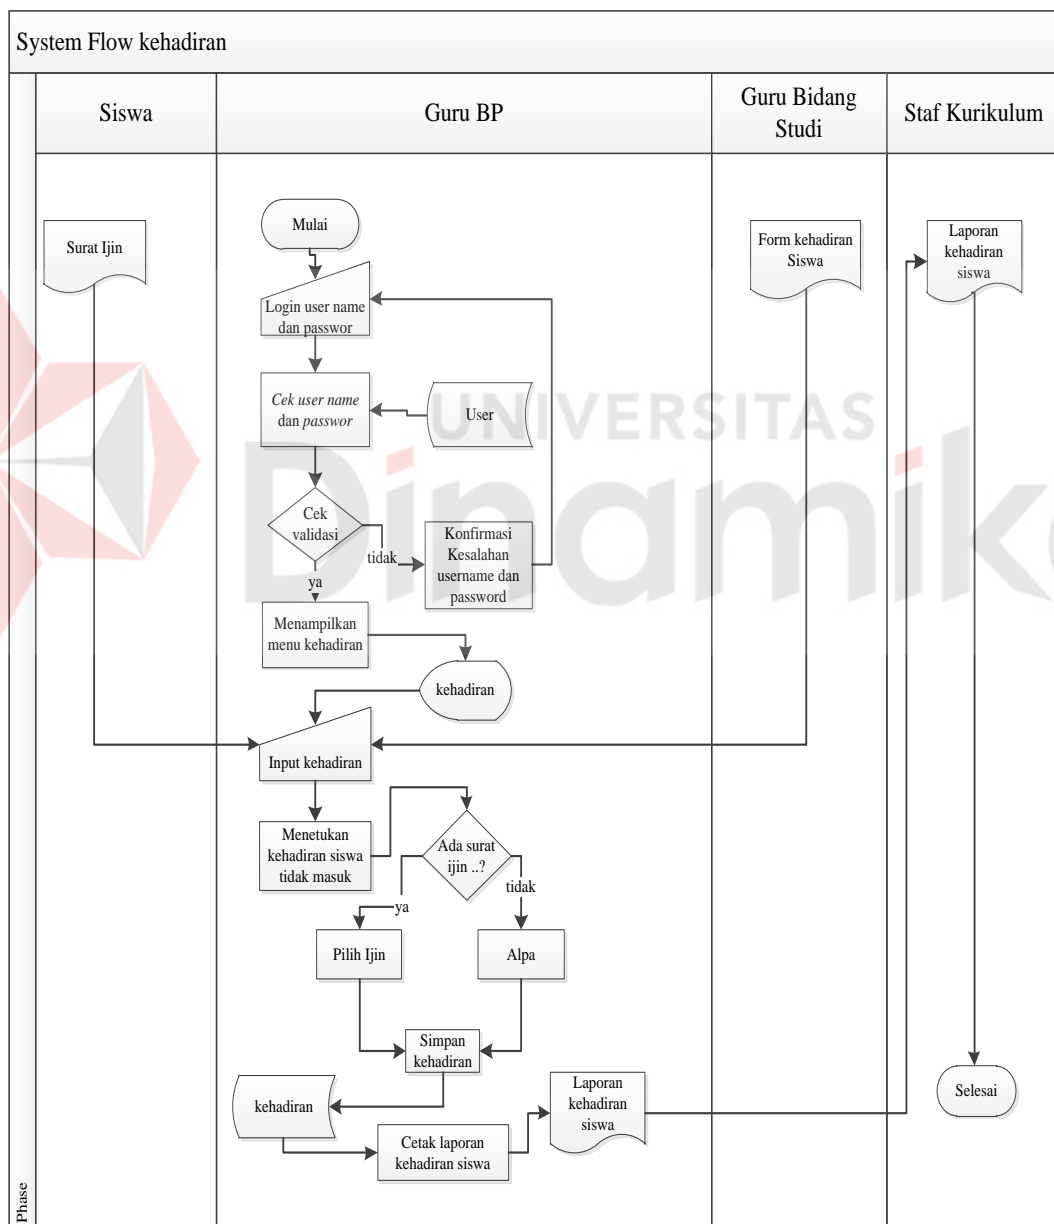 System Flow kehadiran
Siswa
Guru BP
Guru Bidang
Studi
Staf Kurikulum
Surat Ijin
Mulai
Form kehadiran
Siswa
Laporan
kehadiran
siswa
Login user name
dan passwor
Cek user name
dan passwor
User
UNIVERSITAS
Dinamika
Cek
validasi
tidak
Konfirmasi
Kesalahan
username dan
password
ya
Menampilkan
menu kehadiran
kehadiran
Input kehadiran
Menetukan
kehadiran siswa
tidak masuk
Ada surat
ijin ..?
ya
tidak
Pilih Ijin
Alpa
Simpan
kehadiran
kehadiran
Laporan
kehadiran
siswa
Selesai
Cetak laporan
kehadiran siswa
Phase